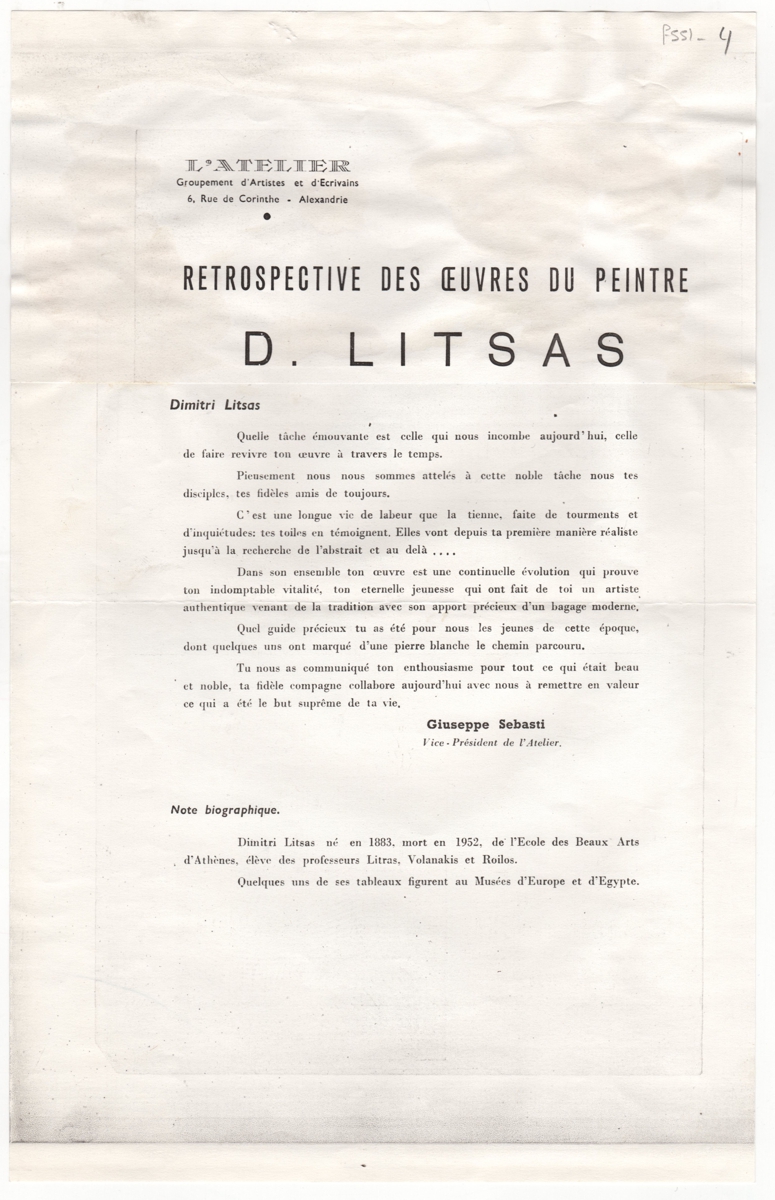 4
L'ATELIER
Groupement d'Artistes et d'Ecrivains
6, Rue de Corinthe - Alexandrie
RETROSPECTIVE DES ŒUVRES DU PEINTRE
D. LITSAS
Dimitri Litsas
Quelle tâche émouvante est celle qui nous incombe aujourd'hui, celle
de faire revivre ton œuvre à travers le temps.
Pieusement nous nous sommes attelés à cette noble tâche nous tes
disciples, tes fidèles amis de toujours.
C'est une longue vie de labeur que la tienne, faite de tourments et
d'inquiétudes; tes toiles en témoignent. Elles vont depuis ta première manière réaliste
jusqu'à la recherche de l'abstrait et au delà ....
Dans son ensemble ton œuvre est une continuelle évolution qui prouve
ton indomptable vitalité, ton eternelle jeunesse qui ont fait de toi un artiste
authentique venant de la tradition avec son apport précieux d'un bagage moderne.
Quel guide précieux tu as été pour nous les jeunes de cette époque,
dont quelques uns ont marqué d'une pierre blanche le chemin parcouru.
Tu nous as communiqué ton enthousiasme pour tout ce qui était beau
et noble, ta fidèle compagne collabore aujourd'hui avec nous à remettre en valeur
ce qui a été le but suprême de ta vie.
Giuseppe Sebasti
Vice-Président de l'Atelier.
Note biographique.
Dimitri Litsas né en 1883, mort en 1952, de l'Ecole des Beaux Arts
d'Athènes, élève des professeurs Litras, Volanakis et Roilos.
Quelques uns de ses tableaux figurent au Musées d'Europe et d'Egypte.